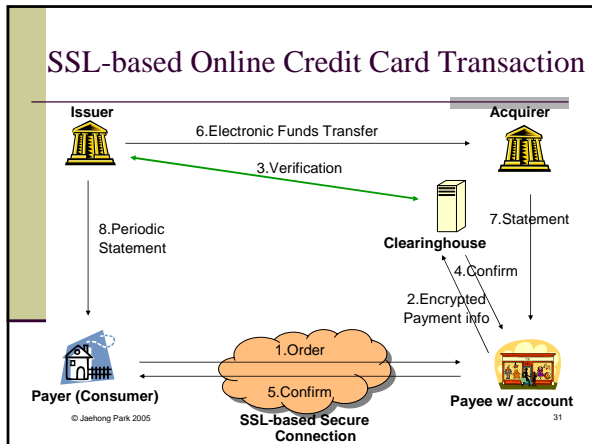 SSL-based Online Credit Card Transaction
Issuer
Acquirer
6.Electronic Funds Transfer
3.Verification
7.Statement
8.Periodic
Statement
Clearinghouse
4.Confirm
2.Encrypted
Payment info
1.Order
5.Confirm
Payer (Consumer)
Payee w/ account
SSL-based Secure
Connection
© Jaehong Park 2005
31